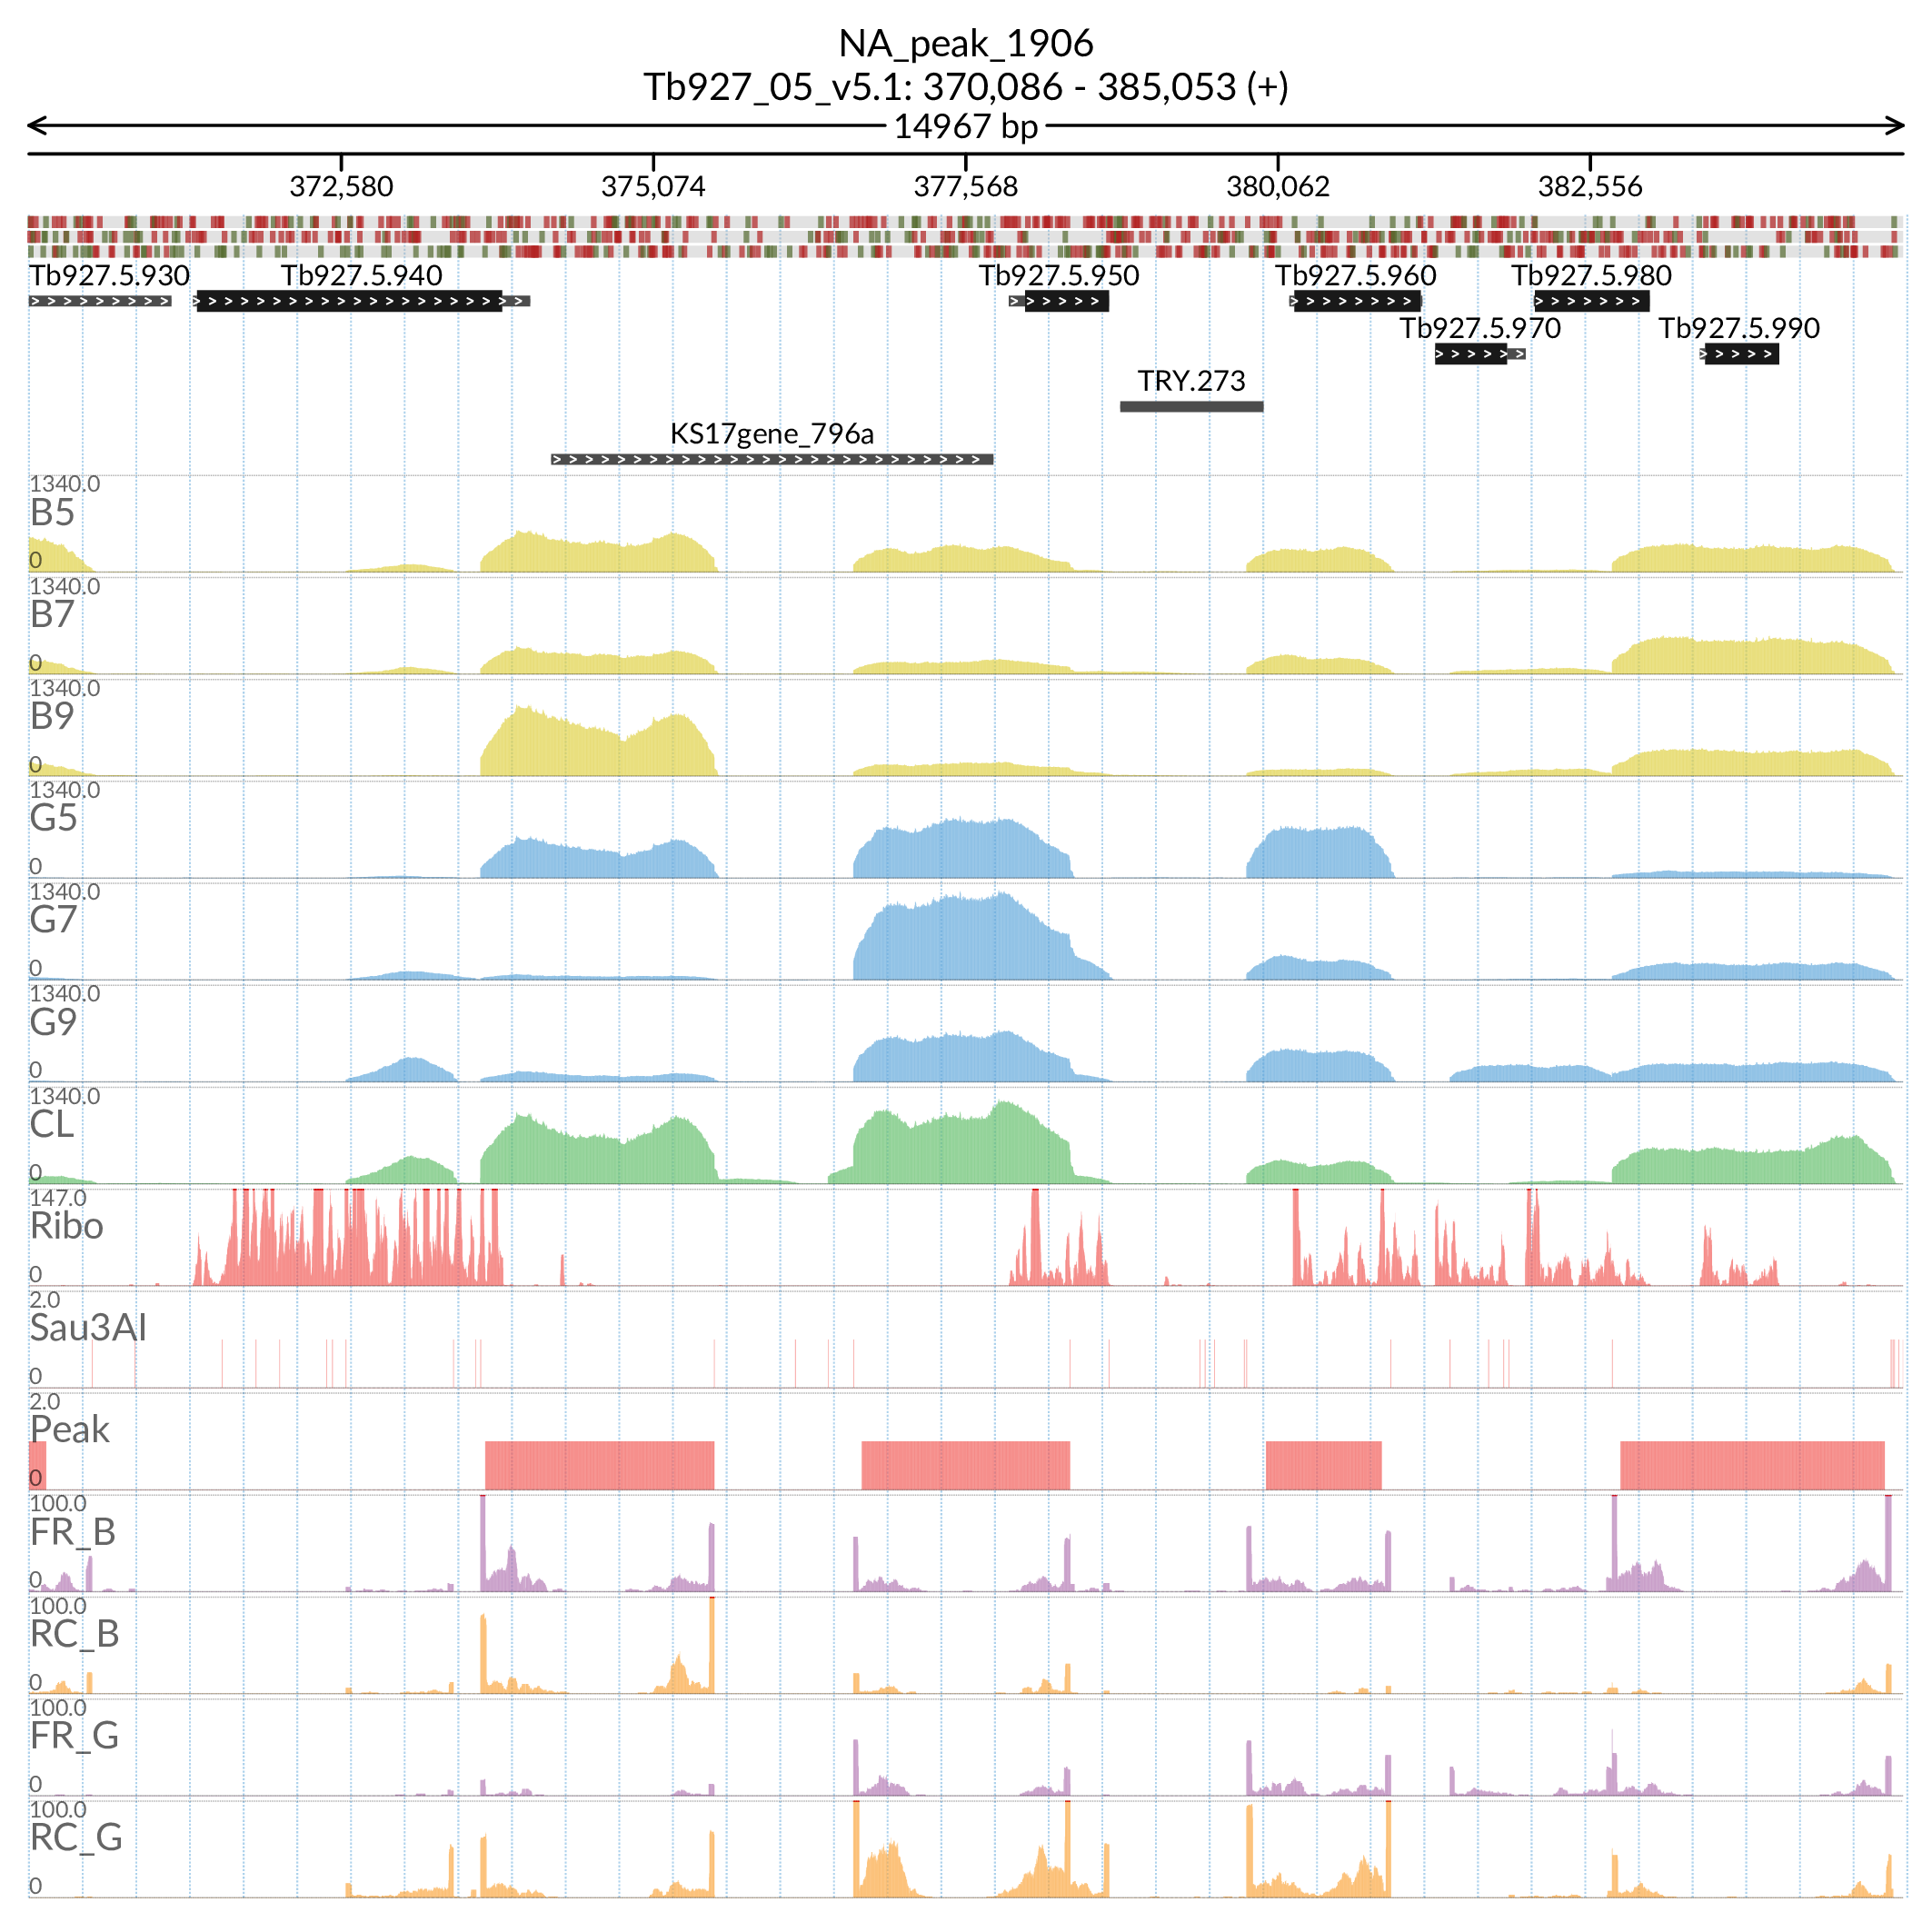 NA_peak_1906
Tb927_05_v5.1: 370,086 - 385,053 (+)
14967 bp
372,580 375,074 377,568 380,062 382,556
Tb927.5.930 Tb927.5.940 Tb927.5.950 Tb927.5.960 Tb927.5.980
Tb927.5.970 Tb927.5.990
TRY.273
KS17gene_796a
1340.0
B5
0
1340.0
B7
0
1340.0
B9
0
1340.0
G5
0
1340.0
G7
0
1340.0
G9
0
1340.0
CL
0
147.0
Ribo
0
2.0
Sau3AI
0
2.0
Peak
0
100.0
FR_B
0
100.0
RC_B
0
100.0
FR_G
0
100.0
RC_G
0